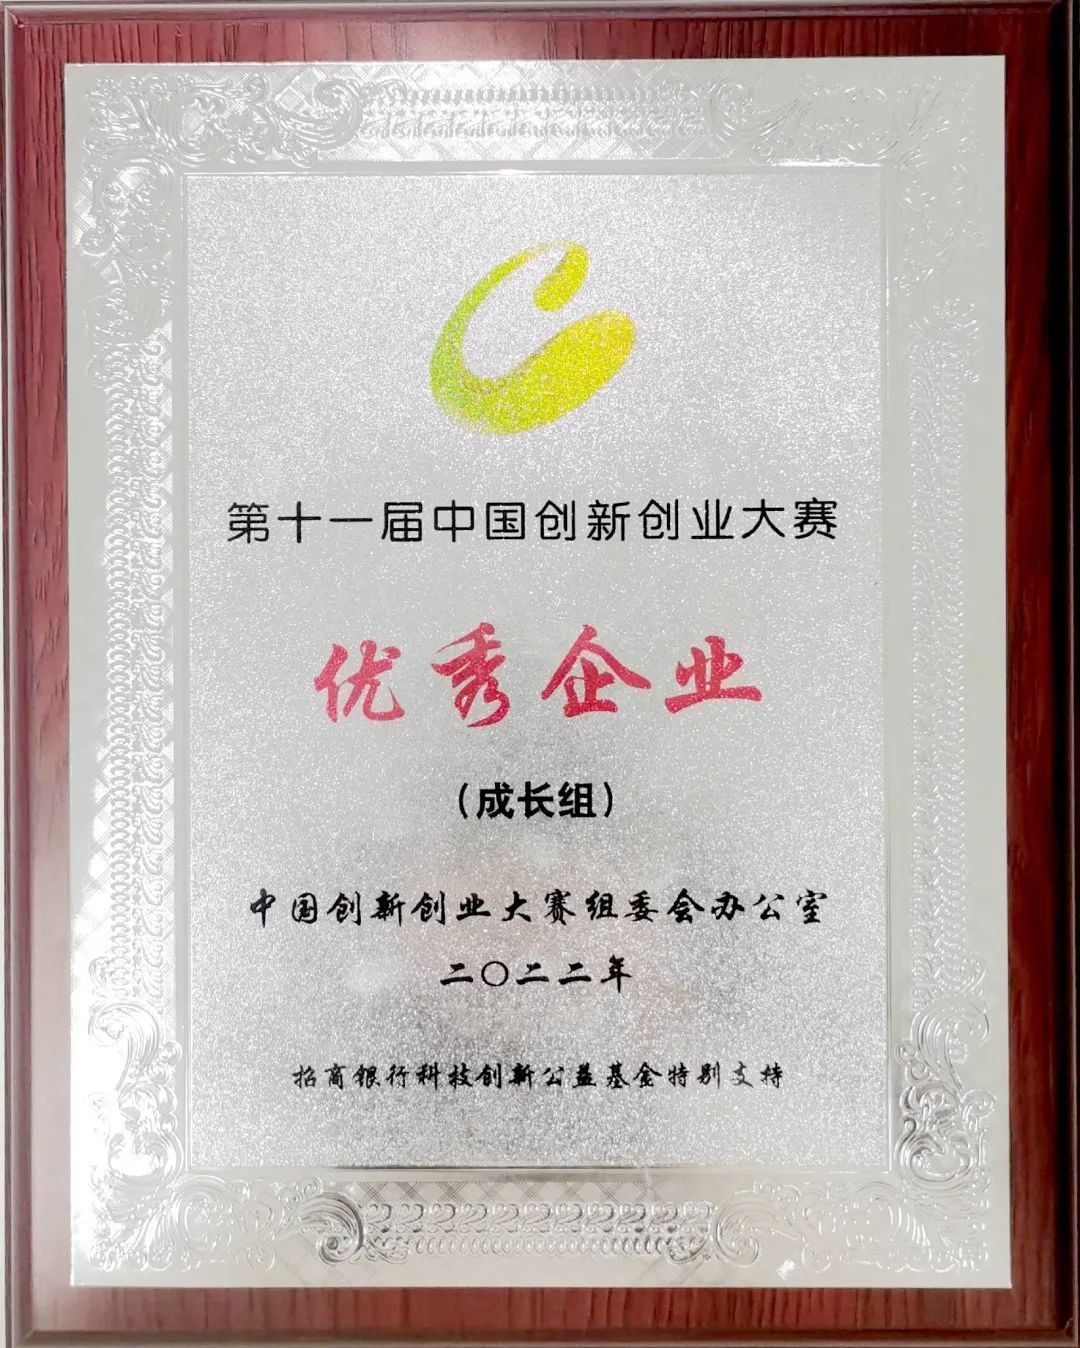 第十一届中国创新创业大赛
优秀企业
（成长组）
中国创新创业大赛组委会办公室
二〇二二年
招商银行科技创新公益基金特别支持